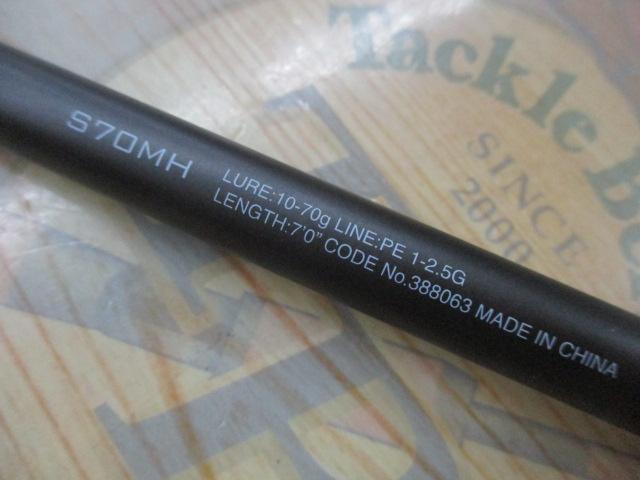 S70MH
LURE:10-70g LINE:PE 1-2.5G
LENGTH:7'0" CODE No.388063 MADE IN CHINA
Tackle
SINCE
2000